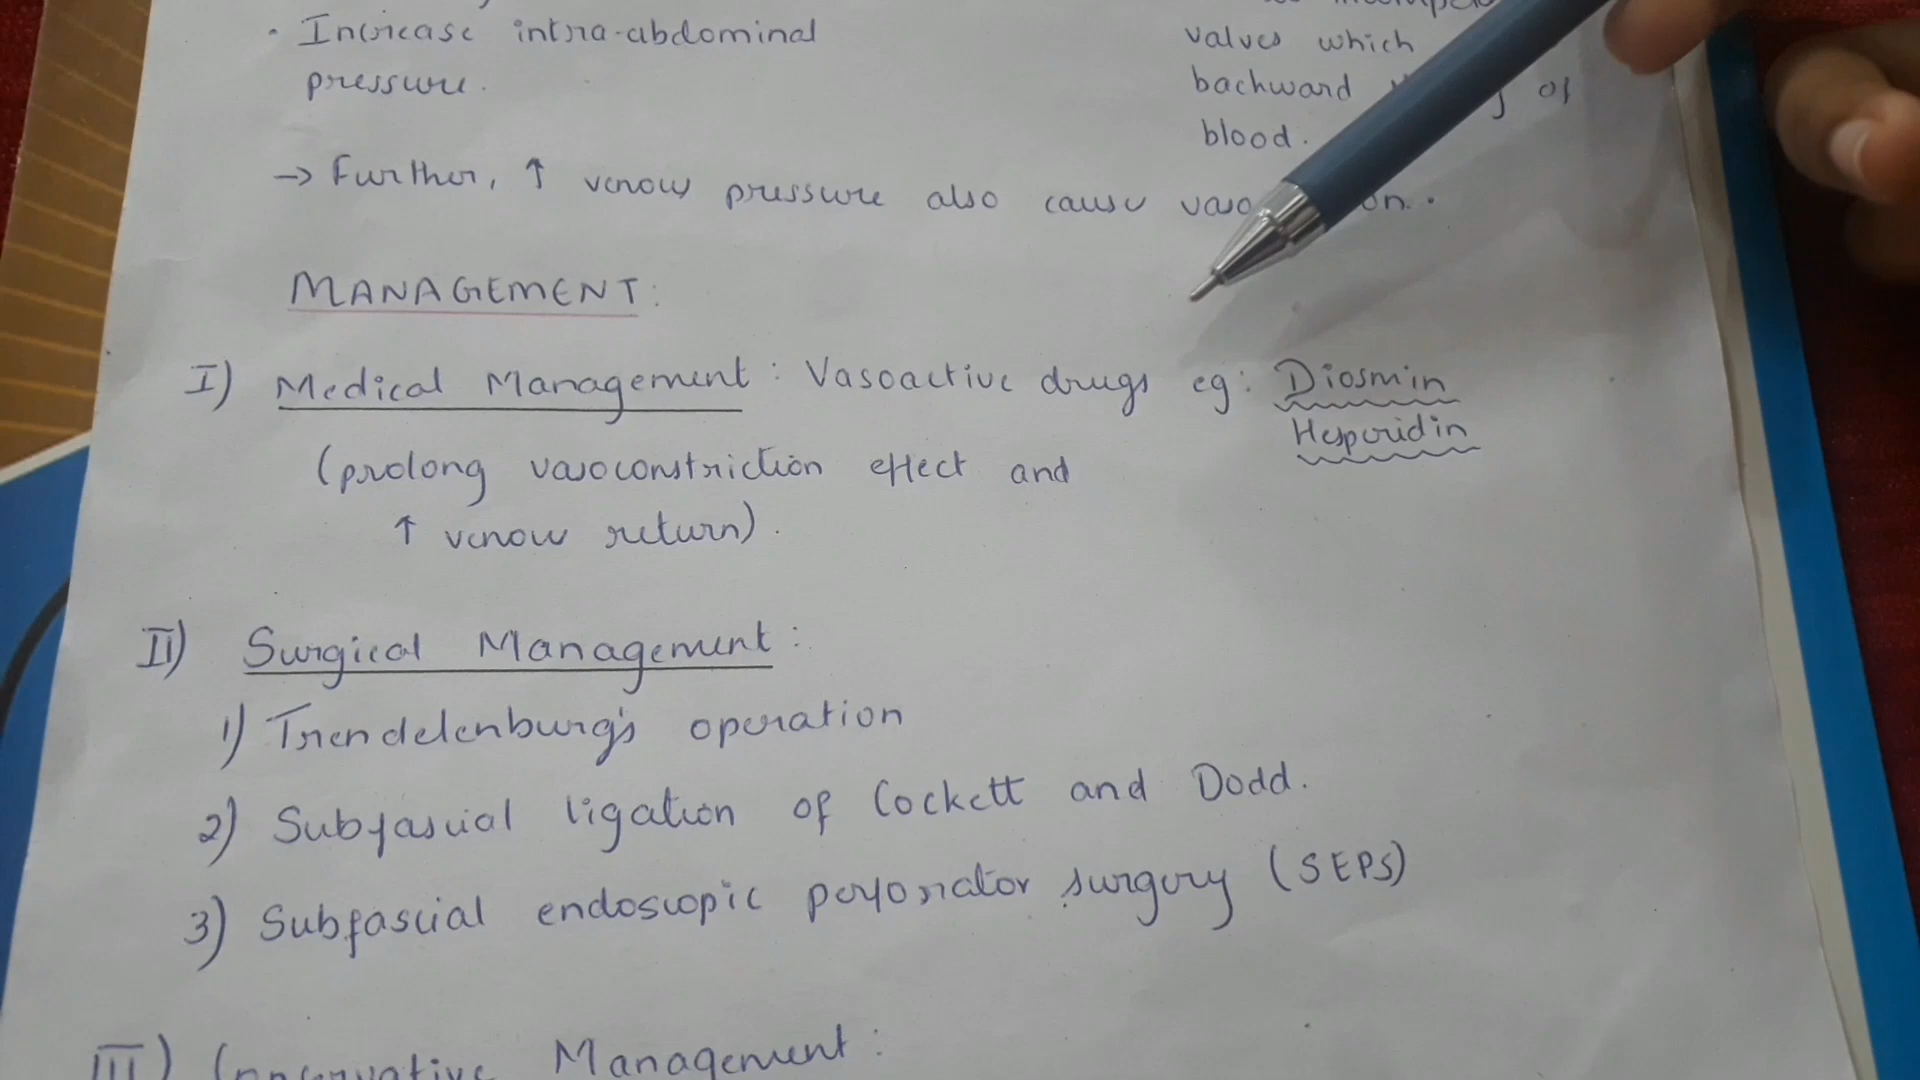 • Increase intra-abdominal
pressure.
valves which
backward of
blood.
→ Further, ↑ venous pressure also cause
MANAGEMENT:
I) Medical Management: Vasoactive drugs eg: Diosmin
Hesperidin
(prolong vasoconstriction effect and
↑ venous return).
II) Surgical Management:
1) Trendelenburg's operation
2) Subfascial ligation of Cockett and Dodd.
3) Subfascial endoscopic perforator surgery (SEPS)
III) Conservative Management: